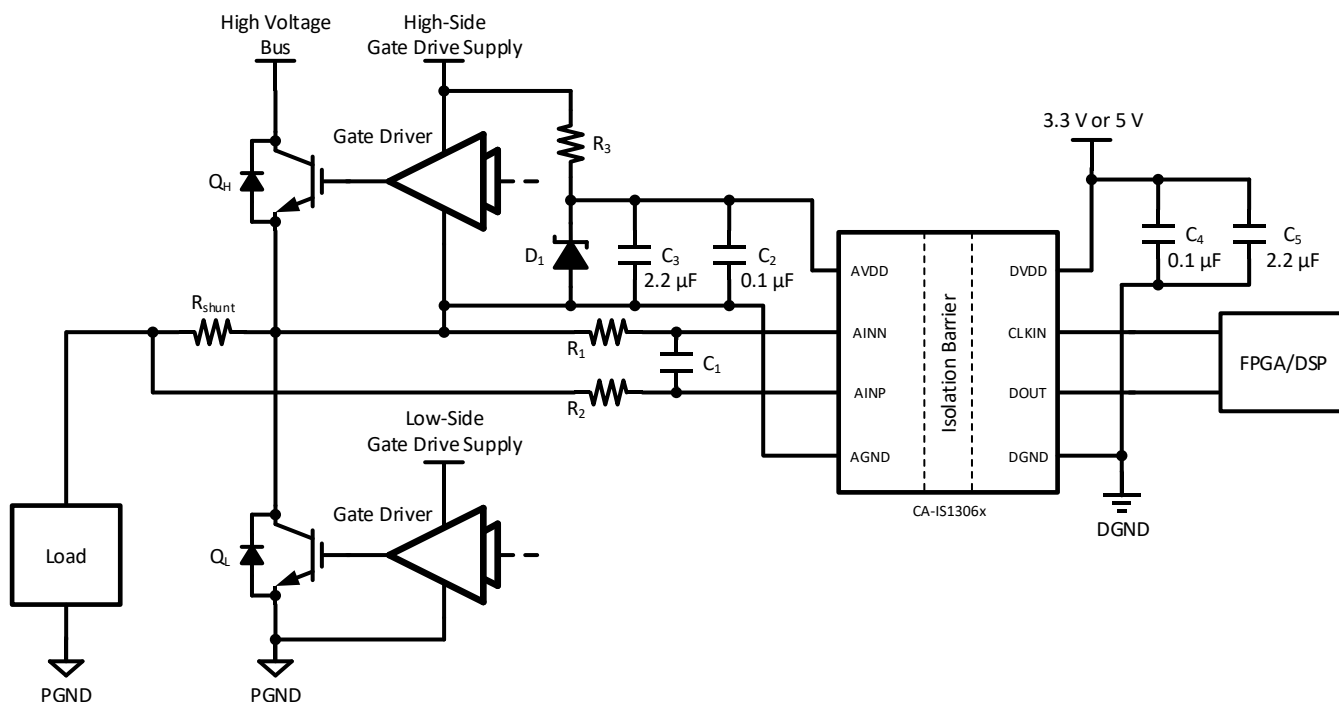 High Voltage
Bus
High-Side
Gate Drive Supply
Gate Driver
R3
3.3 V or 5 V
QH
D1
C3
2.2 µF
C2
0.1 µF
C4
0.1 µF
C5
2.2 µF
AVDD
DVDD
Rshunt
R1
C1
R2
AINN
AINP
AGND
Isolation Barrier
CLKIN
DOUT
DGND
FPGA/DSP
CA-IS1306x
DGND
Low-Side
Gate Drive Supply
Gate Driver
QL
Load
PGND
PGND